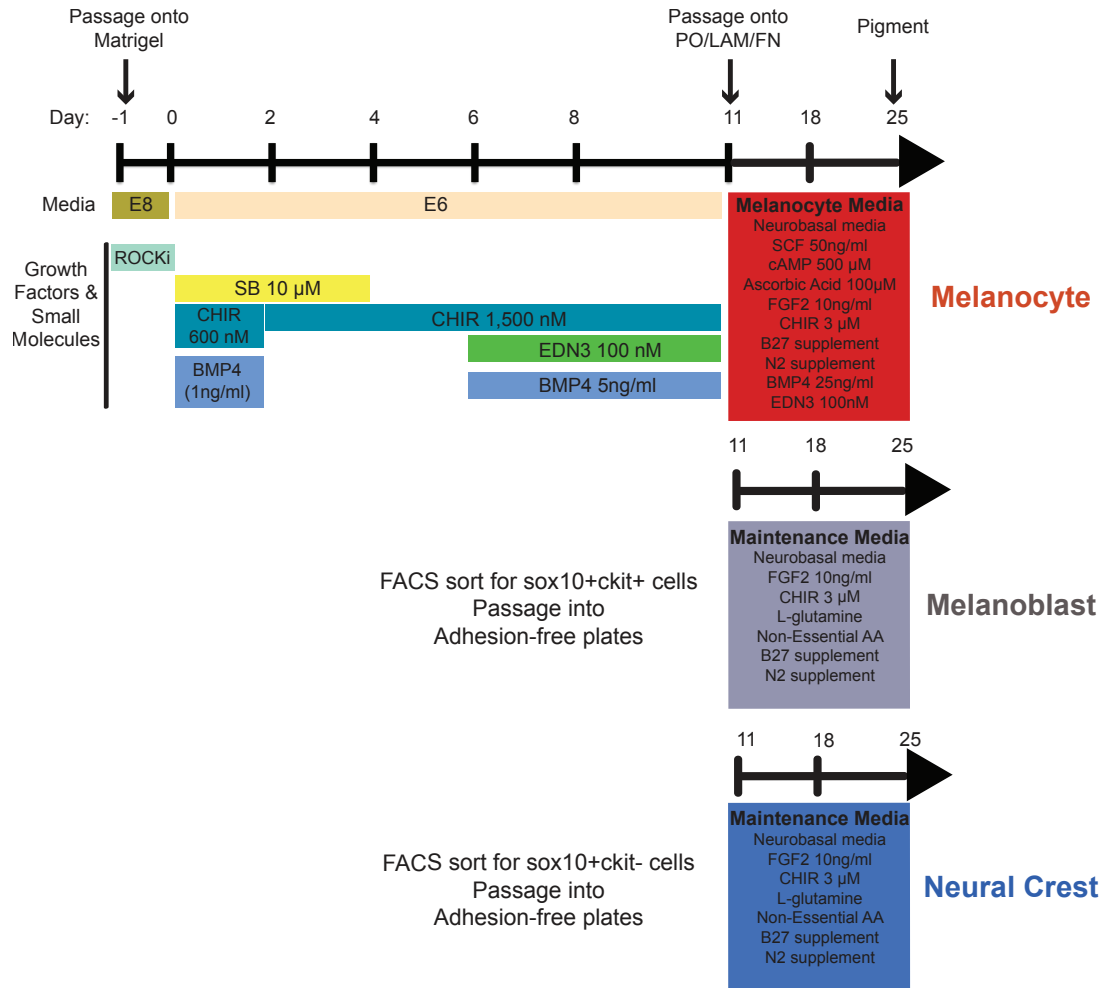 Passage onto
Matrigel
Passage onto
PO/LAM/FN
Pigment
Day: -1 0 2 4 6 8 11 18 25
Media E8 E6
Growth
Factors &
Small
Molecules
ROCKi
SB 10 µM
CHIR
600 nM
CHIR 1,500 nM
EDN3 100 nM
BMP4
(1ng/ml)
BMP4 5ng/ml
Melanocyte Media
Neurobasal media
SCF 50ng/ml
cAMP 500 µM
Ascorbic Acid 100µM
FGF2 10ng/ml
CHIR 3 µM
B27 supplement
N2 supplement
BMP4 25ng/ml
EDN3 100nM
Melanocyte
11 18 25
FACS sort for sox10+ckit+ cells
Passage into
Adhesion-free plates
Maintenance Media
Neurobasal media
FGF2 10ng/ml
CHIR 3 µM
L-glutamine
Non-Essential AA
B27 supplement
N2 supplement
Melanoblast
11 18 25
FACS sort for sox10+ckit- cells
Passage into
Adhesion-free plates
Maintenance Media
Neurobasal media
FGF2 10ng/ml
CHIR 3 µM
L-glutamine
Non-Essential AA
B27 supplement
N2 supplement
Neural Crest